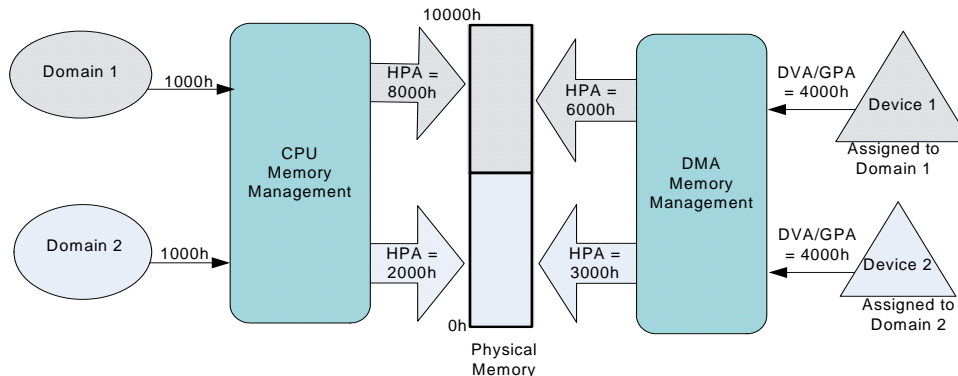 10000h
Domain 1
1000h
HPA =
8000h
HPA =
6000h
DVA/GPA
= 4000h
Device 1
Assigned to
Domain 1
CPU
Memory
Management
DMA
Memory
Management
Domain 2
1000h
HPA =
2000h
HPA =
3000h
DVA/GPA
= 4000h
Device 2
Assigned to
Domain 2
0h
Physical
Memory